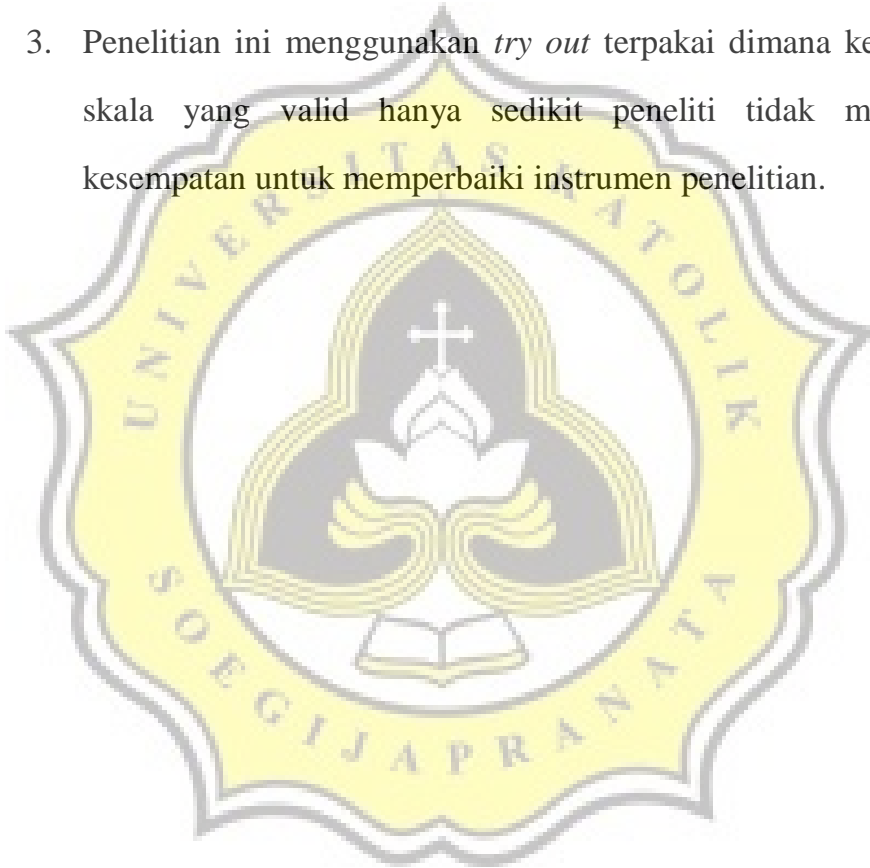 3. Penelitian ini menggunakan try out terpakai dimana ke
skala yang valid hanya sedikit peneliti tidak m
kesempatan untuk memperbaiki instrumen penelitian.
UNIVERSITAS KATOLIK
SOEGIJAPRANATA